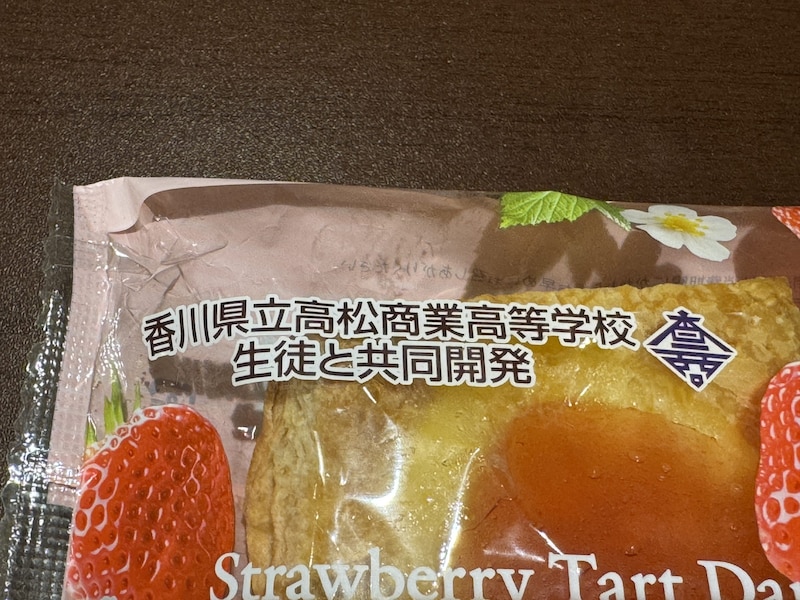 香川県立高松商業高等学校
生徒と共同開発
Strawberry Tart Da